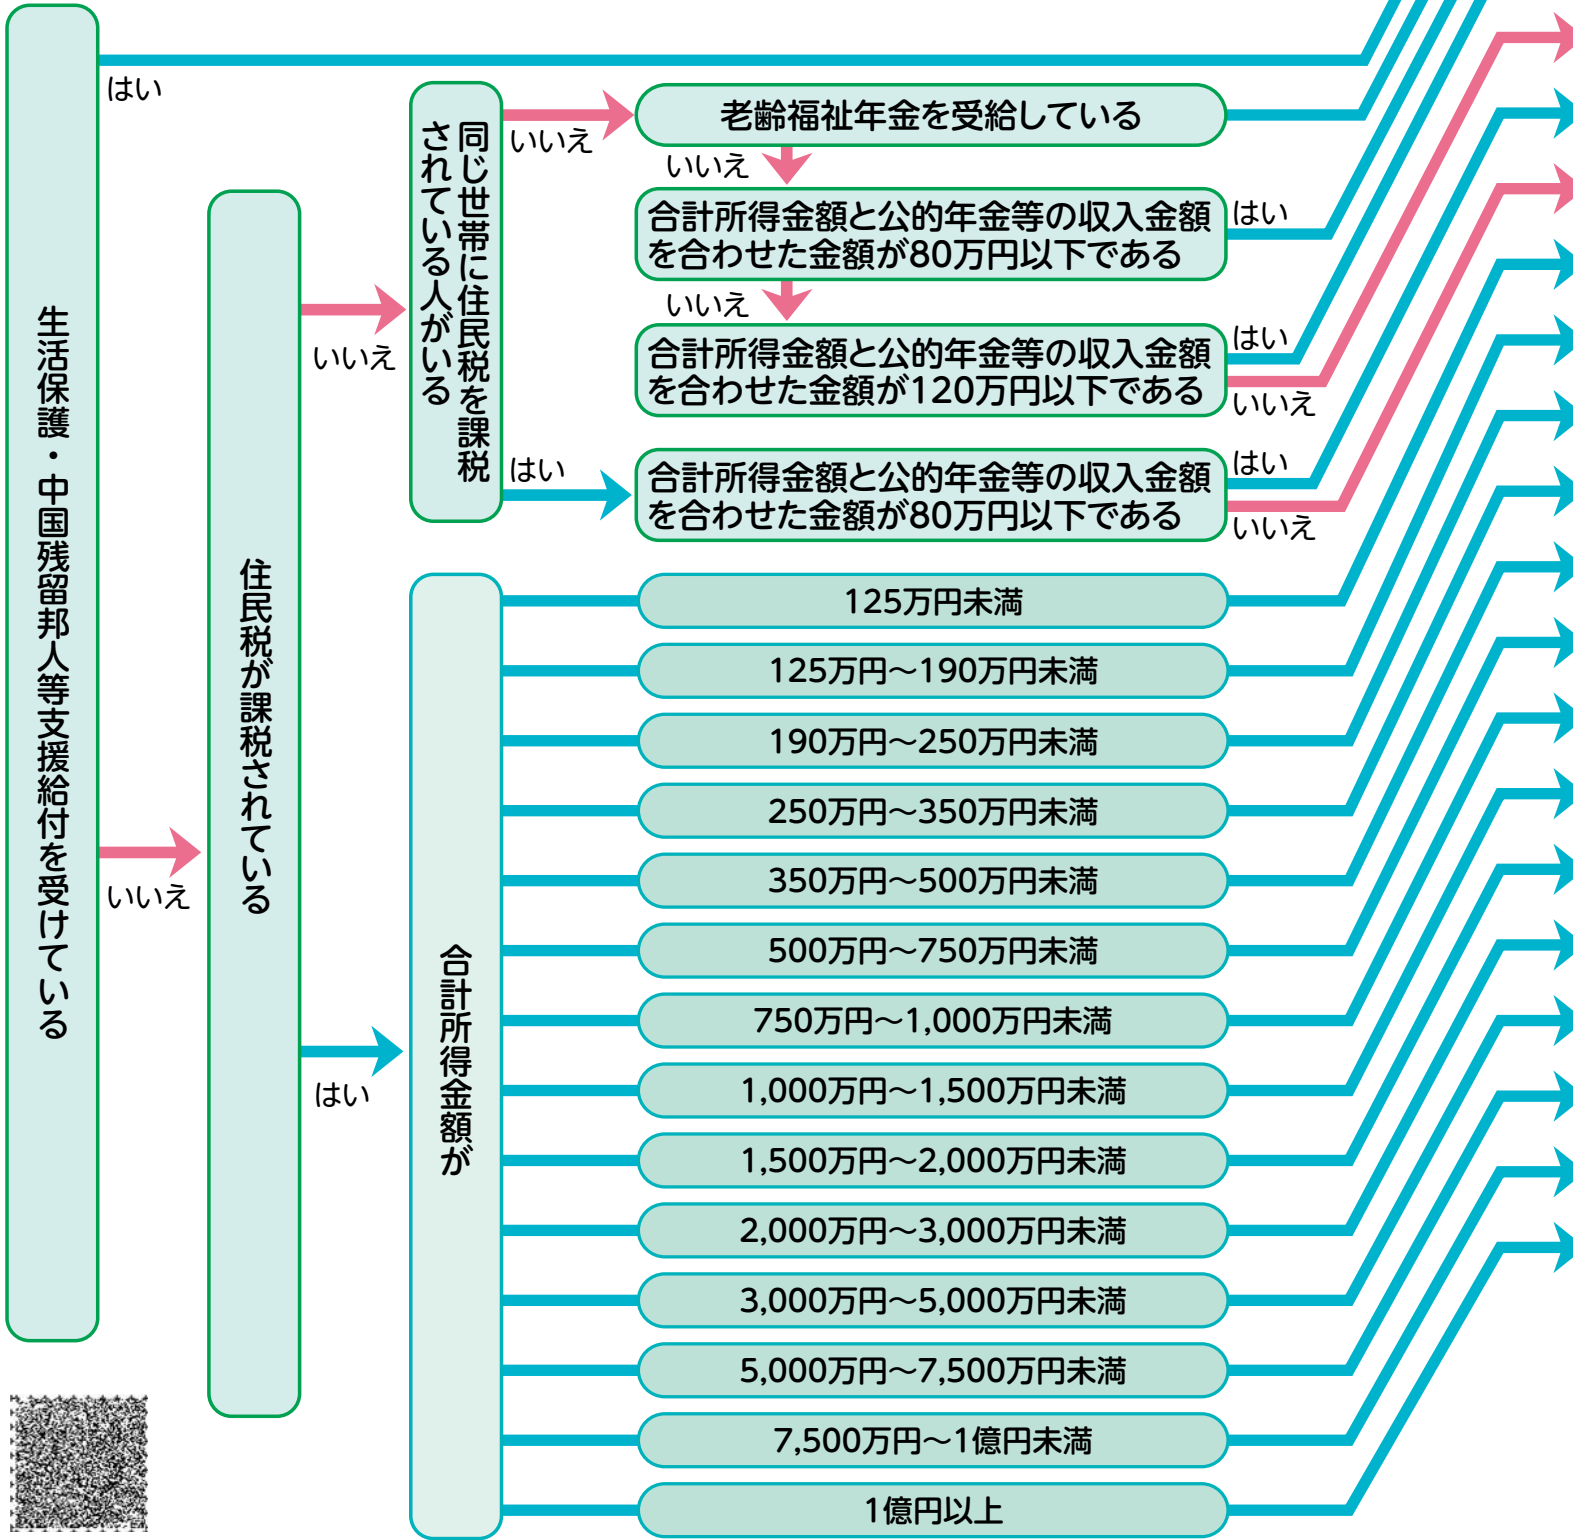 生活保護・中国残留邦人等支援給付を受けている
はい
いいえ
住民税が課税されている
いいえ
はい
同じ世帯に住民税を課税
されている人がいる
いいえ
はい
老齢福祉年金を受給している
いいえ
合計所得金額と公的年金等の収入金額
を合わせた金額が80万円以下である
はい
いいえ
合計所得金額と公的年金等の収入金額
を合わせた金額が120万円以下である
はい
いいえ
合計所得金額と公的年金等の収入金額
を合わせた金額が80万円以下である
はい
いいえ
合計所得金額が
125万円未満
125万円～190万円未満
190万円～250万円未満
250万円～350万円未満
350万円～500万円未満
500万円～750万円未満
750万円～1,000万円未満
1,000万円～1,500万円未満
1,500万円～2,000万円未満
2,000万円～3,000万円未満
3,000万円～5,000万円未満
5,000万円～7,500万円未満
7,500万円～1億円未満
1億円以上